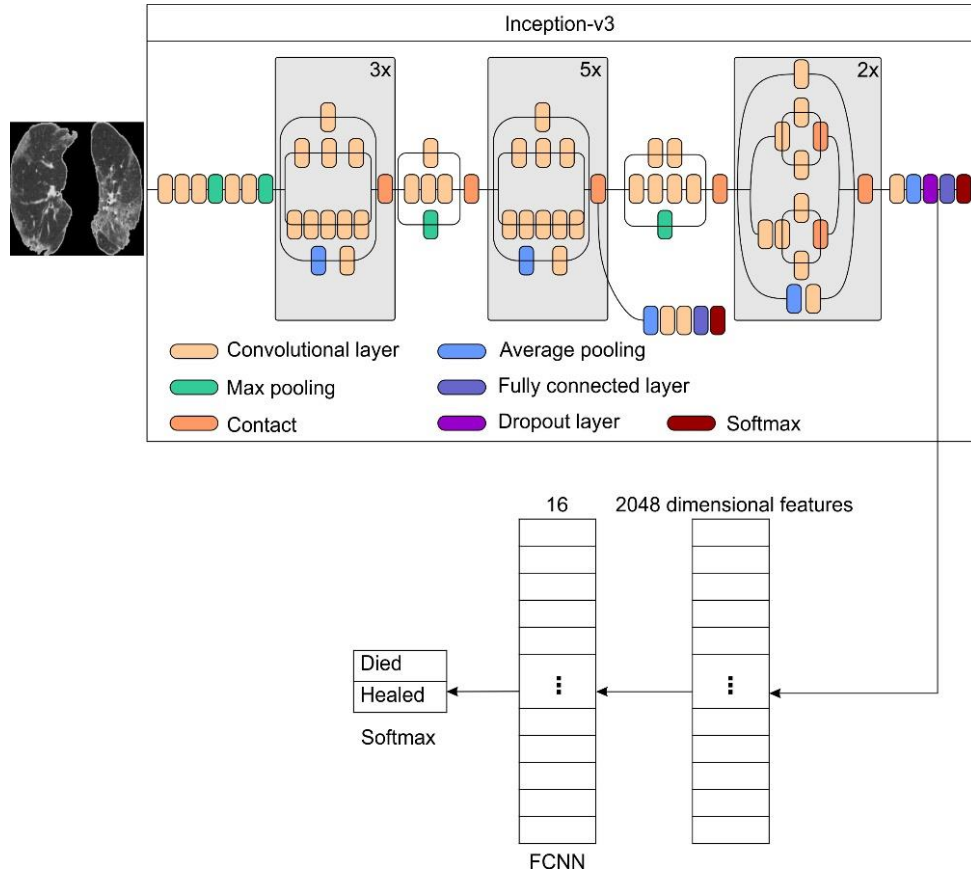 Inception-v3
3x
5x
2x
Convolutional layer
Average pooling
Max pooling
Fully connected layer
Contact
Dropout layer
Softmax
16
2048 dimensional features
Died
Healed
Softmax
FCNN